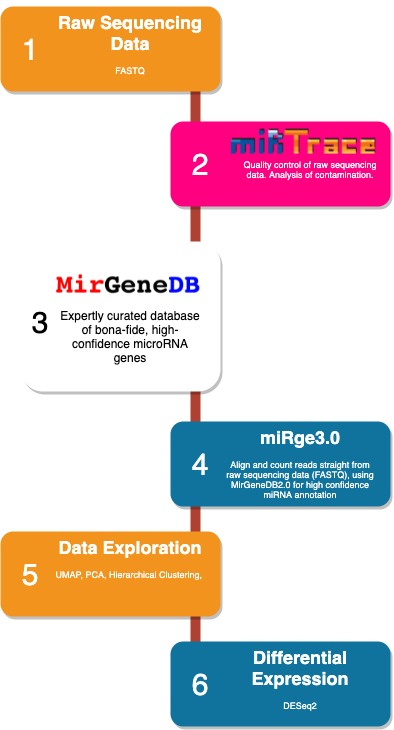 1
Raw Sequencing
Data
FASTQ
2
miRTrace
Quality control of raw sequencing
data. Analysis of contamination.
3
MirGeneDB
Expertly curated database
of bona-fide, high-
confidence microRNA
genes
4
miRge3.0
Align and count reads straight from
raw sequencing data (FASTQ), using
MirGeneDB2.0 for high confidence
miRNA annotation
5
Data Exploration
UMAP, PCA, Hierarchical Clustering,
6
Differential
Expression
DESeq2